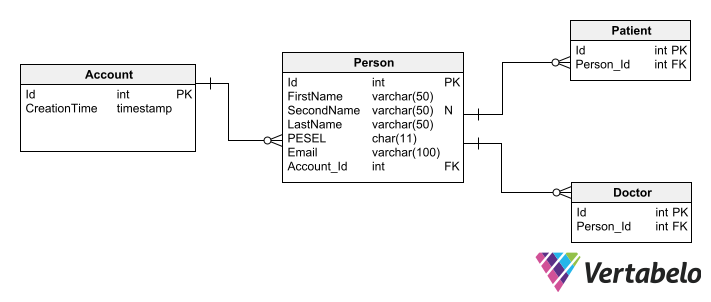 Account
Id int PK
CreationTime timestamp
Person
Id int PK
FirstName varchar(50)
SecondName varchar(50) N
LastName varchar(50)
PESEL char(11)
Email varchar(100)
Account_Id int FK
Patient
Id int PK
Person_Id int FK
Doctor
Id int PK
Person_Id int FK
Vertabelo